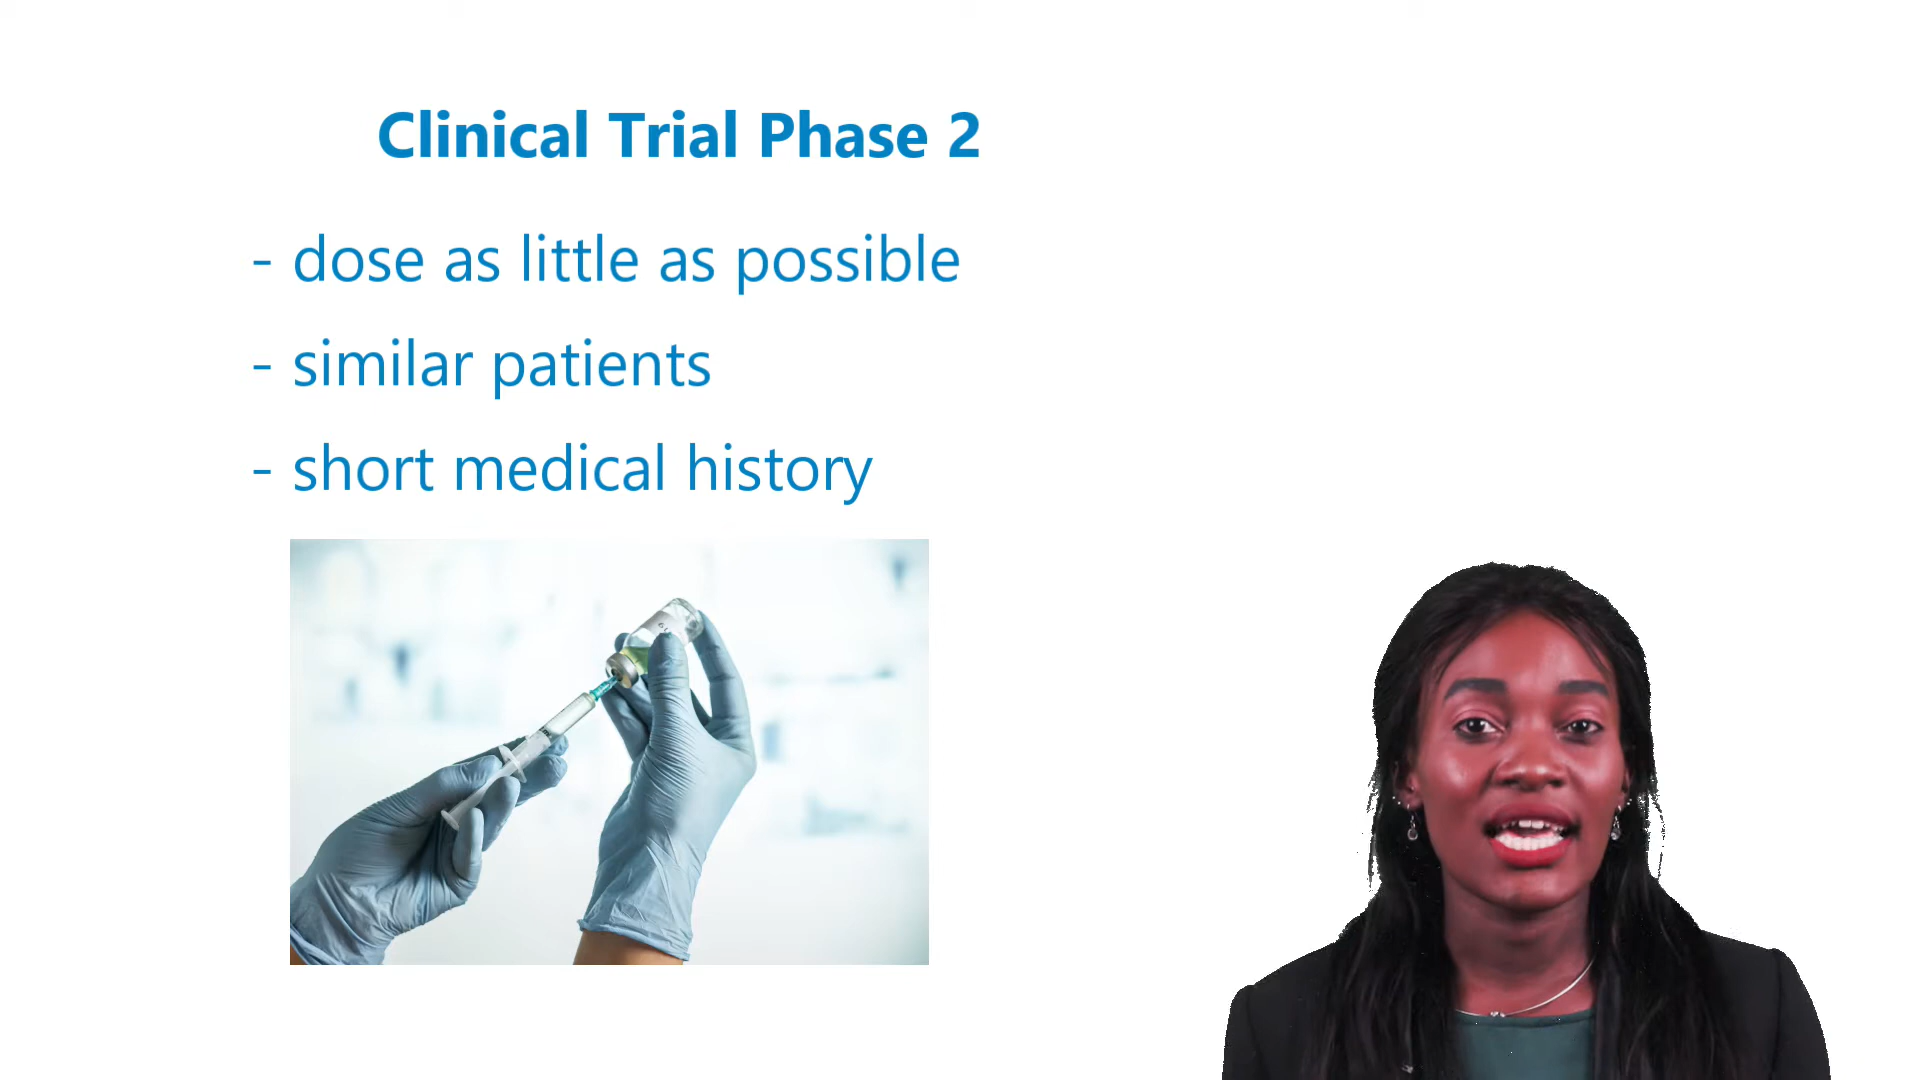 Clinical Trial Phase 2
- dose as little as possible
- similar patients
- short medical history